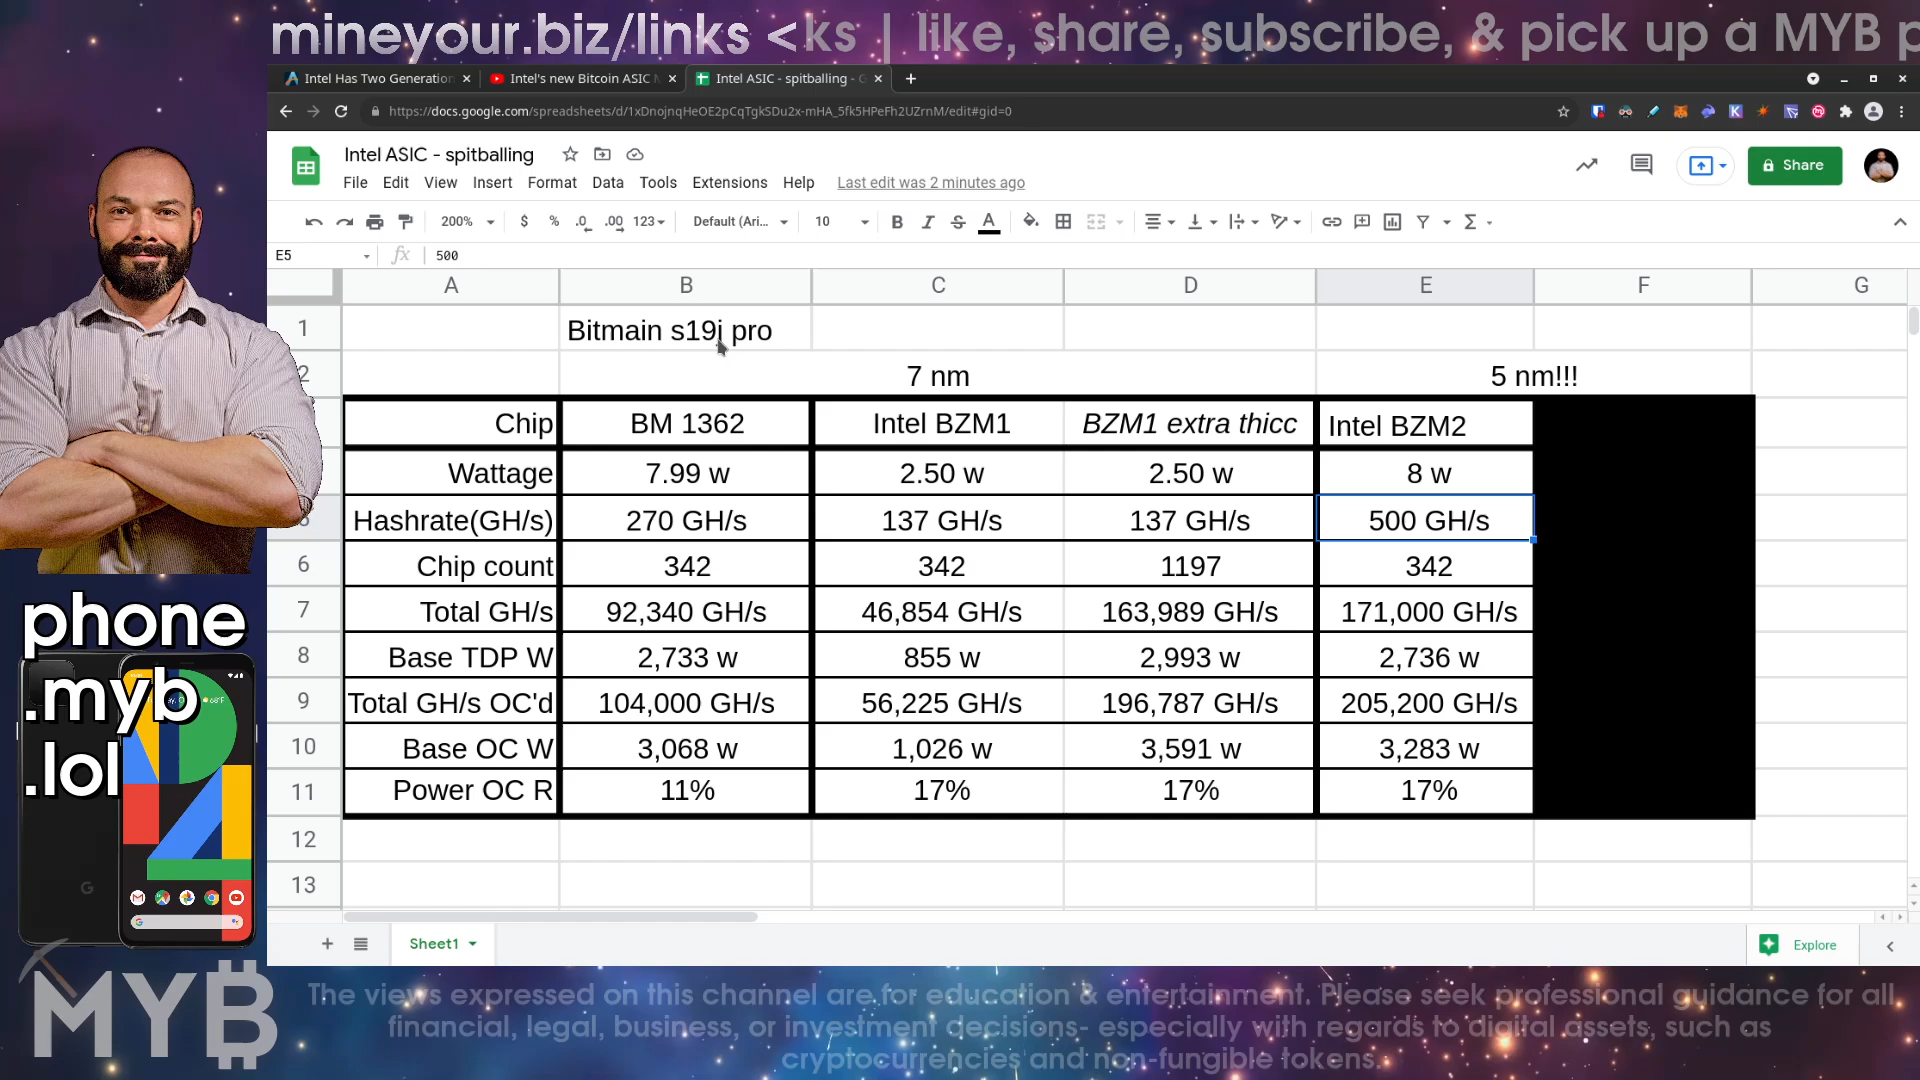 mineyour.biz/links <ks | like, share, subscribe, & pick up a MYB p
Intel Has Two Generation
Intel's new Bitcoin ASIC M
Intel ASIC - spitballing - G
https://docs.google.com/spreadsheets/d/1xDnojnqHeOE2pCqTgkSDu2x-mHA_5fk5HPeFh2UZrnM/edit#gid=0
Intel ASIC - spitballing
Share
File Edit View Insert Format Data Tools Extensions Help Last edit was 2 minutes ago
200% $ % .0 .00 123 Default (Ari... 10 B I S A
E5 fx 500
A B C D E F G
1 Bitmain s19j pro
2 7 nm 5 nm!!!
Chip BM 1362 Intel BZM1 BZM1 extra thicc Intel BZM2
Wattage 7.99 w 2.50 w 2.50 w 8 w
Hashrate(GH/s) 270 GH/s 137 GH/s 137 GH/s 500 GH/s
6 Chip count 342 342 1197 342
7 Total GH/s 92,340 GH/s 46,854 GH/s 163,989 GH/s 171,000 GH/s
8 Base TDP W 2,733 w 855 w 2,993 w 2,736 w
9 Total GH/s OC'd 104,000 GH/s 56,225 GH/s 196,787 GH/s 205,200 GH/s
10 Base OC W 3,068 w 1,026 w 3,591 w 3,283 w
11 Power OC R 11% 17% 17% 17%
12
13
Sheet1
Explore
phone
.myb
.lol
MYB
The views expressed on this channel are for education & entertainment. Please seek professional guidance for all
financial, legal, business, or investment decisions- especially with regards to digital assets, such as
cryptocurrencies and non-fungible tokens.